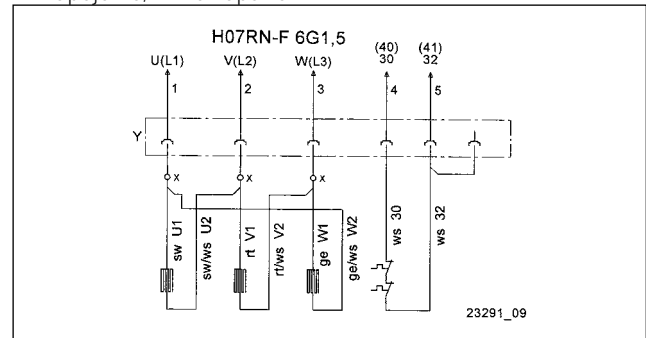 H07RN-F 6G1,5
U(L1) V(L2) W(L3) (40) 30 (41) 32
1 2 3 4 5
Y
x x x
sw U1
sw/ws U2
rt V1
rt/ws V2
ge W1
ge/ws W2
ws 30
ws 32
23291_09